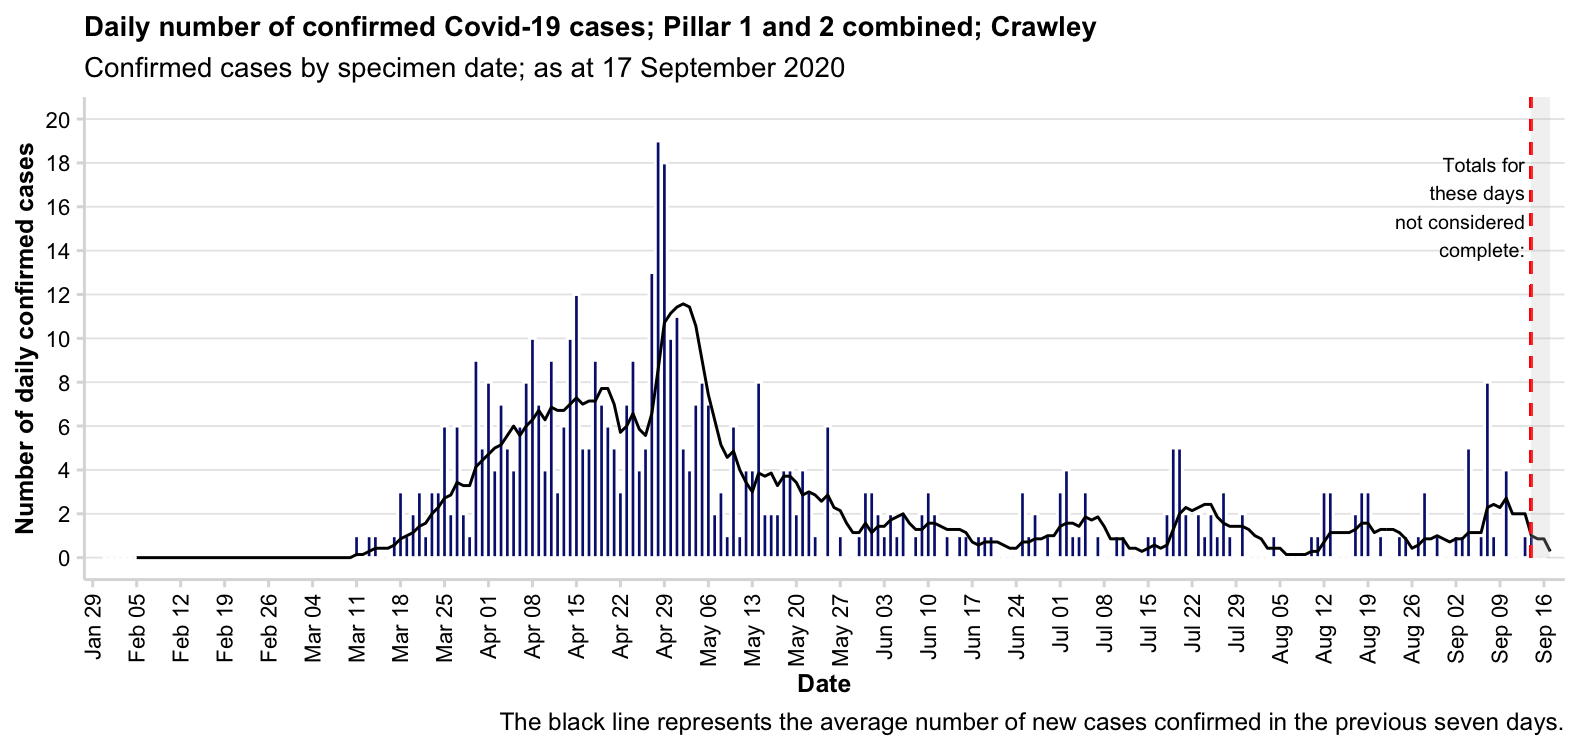 Daily number of confirmed Covid-19 cases; Pillar 1 and 2 combined; Crawley
Confirmed cases by specimen date; as at 17 September 2020
Number of daily confirmed cases
20
18
16
14
12
10
8
6
4
2
0
Totals for
these days
not considered
complete:
Jan 29
Feb 05
Feb 12
Feb 19
Feb 26
Mar 04
Mar 11
Mar 18
Mar 25
Apr 01
Apr 08
Apr 15
Apr 22
Apr 29
May 06
May 13
May 20
May 27
Jun 03
Jun 10
Jun 17
Jun 24
Jul 01
Jul 08
Jul 15
Jul 22
Jul 29
Aug 05
Aug 12
Aug 19
Aug 26
Sep 02
Sep 09
Sep 16
Date
The black line represents the average number of new cases confirmed in the previous seven days.